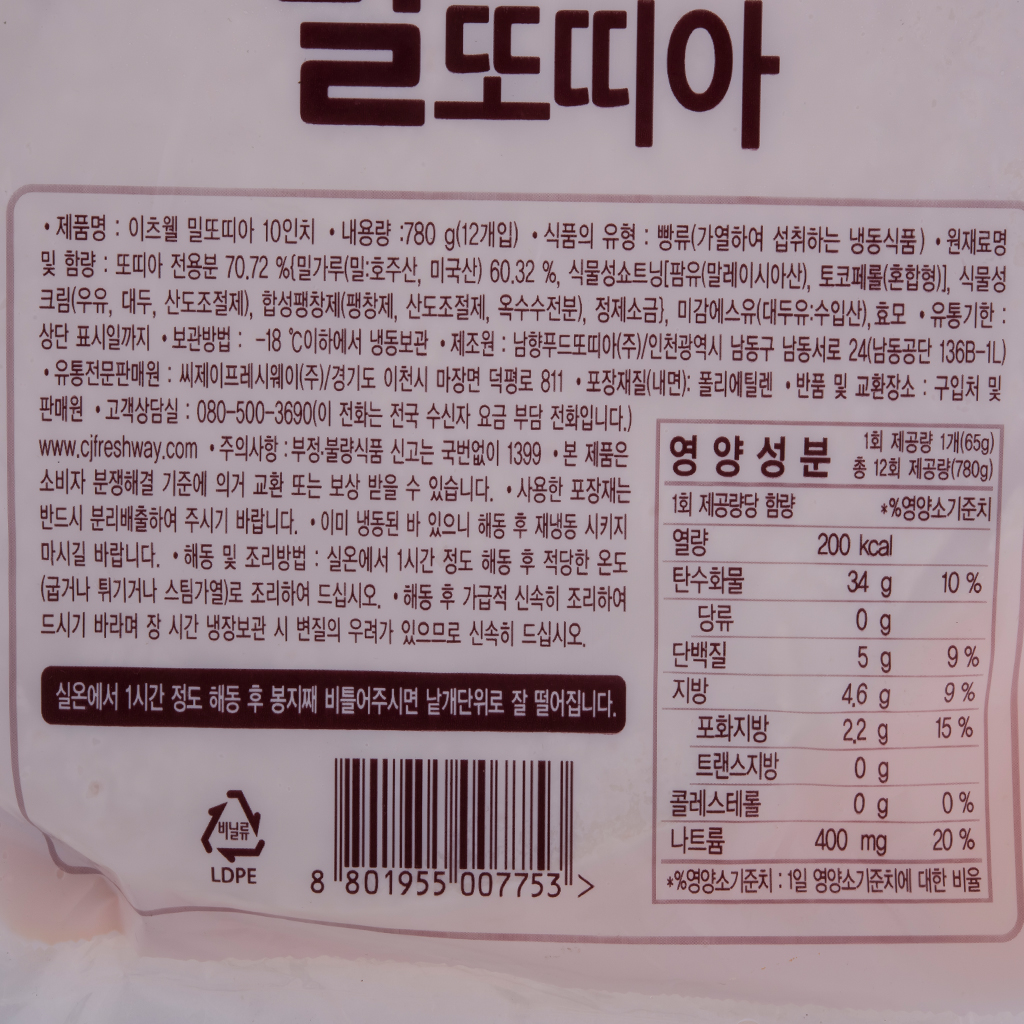 밀또띠아
• 제품명 : 이츠웰 밀또띠아 10인치 • 내용량 :780 g(12개입) • 식품의 유형 : 빵류(가열하여 섭취하는 냉동식품) • 원재료명
및 함량 : 또띠아 전용분 70.72 %{밀가루(밀:호주산, 미국산) 60.32 %, 식물성쇼트닝[팜유(말레이시아산), 토코페롤(혼합형)], 식물성
크림(우유, 대두, 산도조절제), 합성팽창제(팽창제, 산도조절제, 옥수수전분), 정제소금}, 미감에스유(대두유:수입산), 효모 • 유통기한 :
상단 표시일까지 • 보관방법 : -18 ℃이하에서 냉동보관 • 제조원 : 남향푸드또띠아(주)/인천광역시 남동구 남동서로 24(남동공단 136B-1L)
• 유통전문판매원 : 씨제이프레시웨이(주)/경기도 이천시 마장면 덕평로 811 • 포장재질(내면): 폴리에틸렌 • 반품 및 교환장소 : 구입처 및
판매원 • 고객상담실 : 080-500-3690(이 전화는 전국 수신자 요금 부담 전화입니다.)
www.cjfreshway.com • 주의사항 : 부정·불량식품 신고는 국번없이 1399 • 본 제품은
소비자 분쟁해결 기준에 의거 교환 또는 보상 받을 수 있습니다. • 사용한 포장재는
반드시 분리배출하여 주시기 바랍니다. • 이미 냉동된 바 있으니 해동 후 재냉동 시키지
마시길 바랍니다. • 해동 및 조리방법 : 실온에서 1시간 정도 해동 후 적당한 온도
(굽거나 튀기거나 스팀가열)로 조리하여 드십시오. • 해동 후 가급적 신속히 조리하여
드시기 바라며 장 시간 냉장보관 시 변질의 우려가 있으므로 신속히 드십시오.
실온에서 1시간 정도 해동 후 봉지째 비틀어주시면 낱개단위로 잘 떨어집니다.
비닐류
LDPE
8 801955 007753 >
영양성분 1회 제공량 1개(65g)
총 12회 제공량(780g)
1회 제공량당 함량 *%영양소기준치
열량 200 kcal
탄수화물 34 g 10 %
당류 0 g
단백질 5 g 9 %
지방 4.6 g 9 %
포화지방 2.2 g 15 %
트랜스지방 0 g
콜레스테롤 0 g 0 %
나트륨 400 mg 20 %
*%영양소기준치 : 1일 영양소기준치에 대한 비율